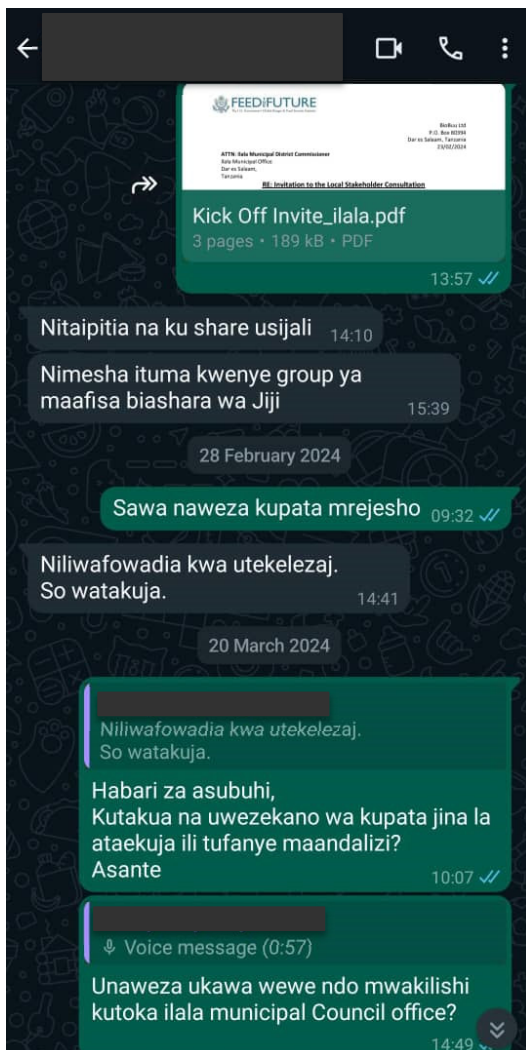 FEEDiFUTURE
BioBuu Ltd
P.O. Box 80394
Dar es Salaam, Tanzania
23/02/2024
ATTN: Ilala Municipal District Commissioner
Ilala Municipal Office
Dar es Salaam,
Tanzania
RE: Invitation to the Local Stakeholder Consultation
Kick Off Invite_ilala.pdf
3 pages • 189 kB • PDF
13:57
Nitaipitia na ku share usijali 14:10
Nimesha ituma kwenye group ya
maafisa biashara wa Jiji
15:39
28 February 2024
Sawa naweza kupata mrejesho 09:32
Niliwafowadia kwa utekelezaj.
So watakuja.
14:41
20 March 2024
Niliwafowadia kwa utekelezaj.
So watakuja.
Habari za asubuhi,
Kutakua na uwezekano wa kupata jina la
ataekuja ili tufanye maandalizi?
Asante
10:07
Voice message (0:57)
Unaweza ukawa wewe ndo mwakilishi
kutoka ilala municipal Council office?
14:49